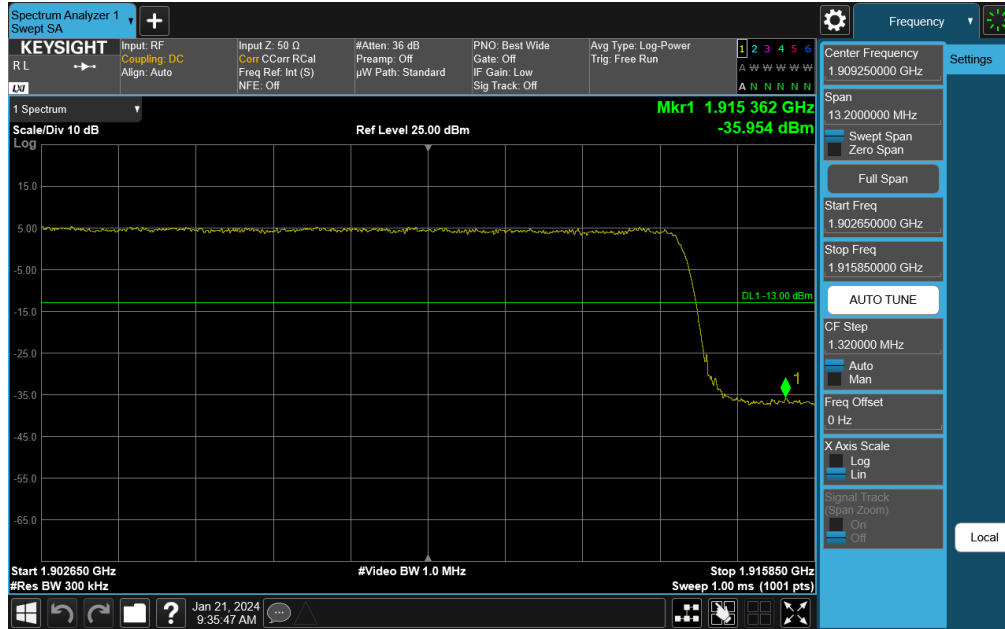 Spectrum Analyzer 1
Swept SA
Frequency
KEYSIGHT
R L
LXI
Input: RF
Coupling: DC
Align: Auto
Input Z: 50 Ω
Corr CCorr RCal
Freq Ref: Int (S)
NFE: Off
#Atten: 36 dB
Preamp: Off
µW Path: Standard
PNO: Best Wide
Gate: Off
IF Gain: Low
Sig Track: Off
Avg Type: Log-Power
Trig: Free Run
1 2 3 4 5 6
A W W W W W
A N N N N N
1 Spectrum
Mkr1 1.915 362 GHz
-35.954 dBm
Scale/Div 10 dB
Ref Level 25.00 dBm
Log
15.0
5.00
-5.00
DL1 -13.00 dBm
-15.0
-25.0
1
-35.0
-45.0
-55.0
-65.0
Start 1.902650 GHz
#Video BW 1.0 MHz
Stop 1.915850 GHz
#Res BW 300 kHz
Sweep 1.00 ms (1001 pts)
Center Frequency
1.909250000 GHz
Settings
Span
13.2000000 MHz
Swept Span
Zero Span
Full Span
Start Freq
1.902650000 GHz
Stop Freq
1.915850000 GHz
AUTO TUNE
CF Step
1.320000 MHz
Auto
Man
Freq Offset
0 Hz
X Axis Scale
Log
Lin
Signal Track
(Span Zoom)
On
Off
Local
Jan 21, 2024
9:35:47 AM